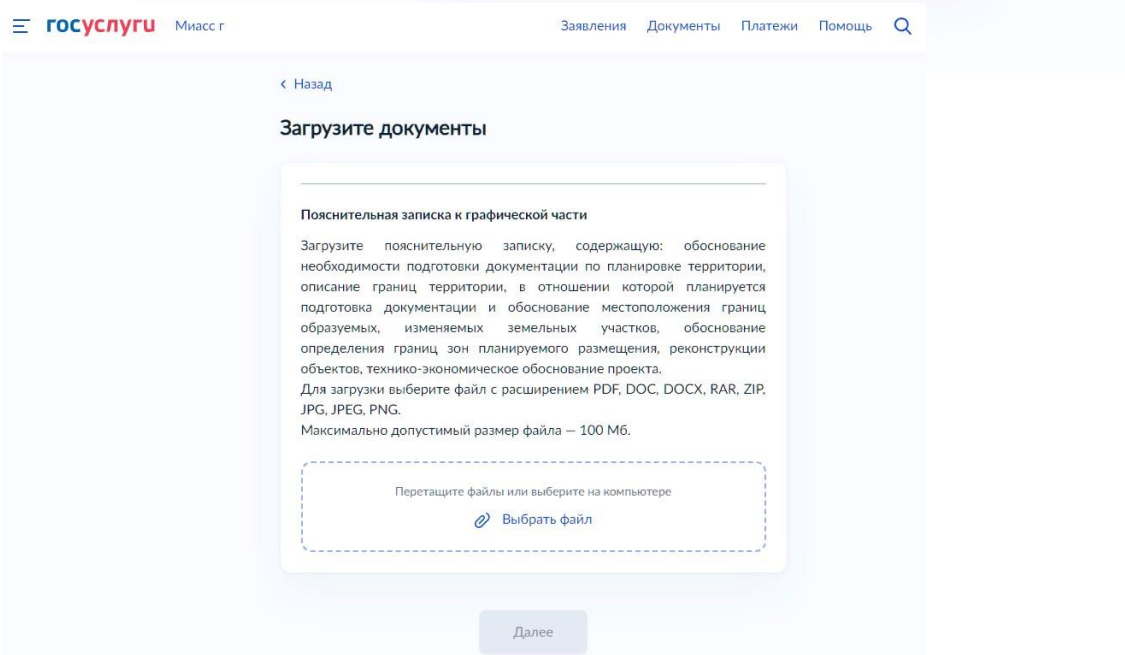 госуслуги Миасс г Заявления Документы Платежи Помощь
Назад
Загрузите документы
Пояснительная записка к графической части
Загрузите пояснительную записку, содержащую: обоснование
необходимости подготовки документации по планировке территории,
описание границ территории, в отношении которой планируется
подготовка документации и обоснование местоположения границ
образуемых, изменяемых земельных участков, обоснование
определения границ зон планируемого размещения, реконструкции
объектов, технико-экономическое обоснование проекта.
Для загрузки выберите файл с расширением PDF, DOC, DOCX, RAR, ZIP,
JPG, JPEG, PNG.
Максимально допустимый размер файла — 100 Мб.
Перетащите файлы или выберите на компьютере
Выбрать файл
Далее